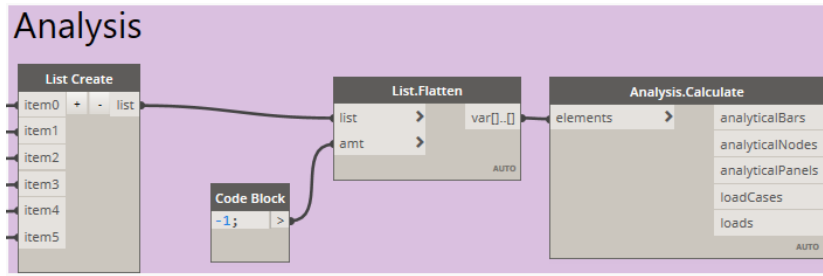 Analysis
List Create
item0 + - list
item1
item2
item3
item4
item5
Code Block
-1; >
List.Flatten
list > var[]..[]
amt >
AUTO
Analysis.Calculate
elements > analyticalBars
analyticalNodes
analyticalPanels
loadCases
loads
AUTO